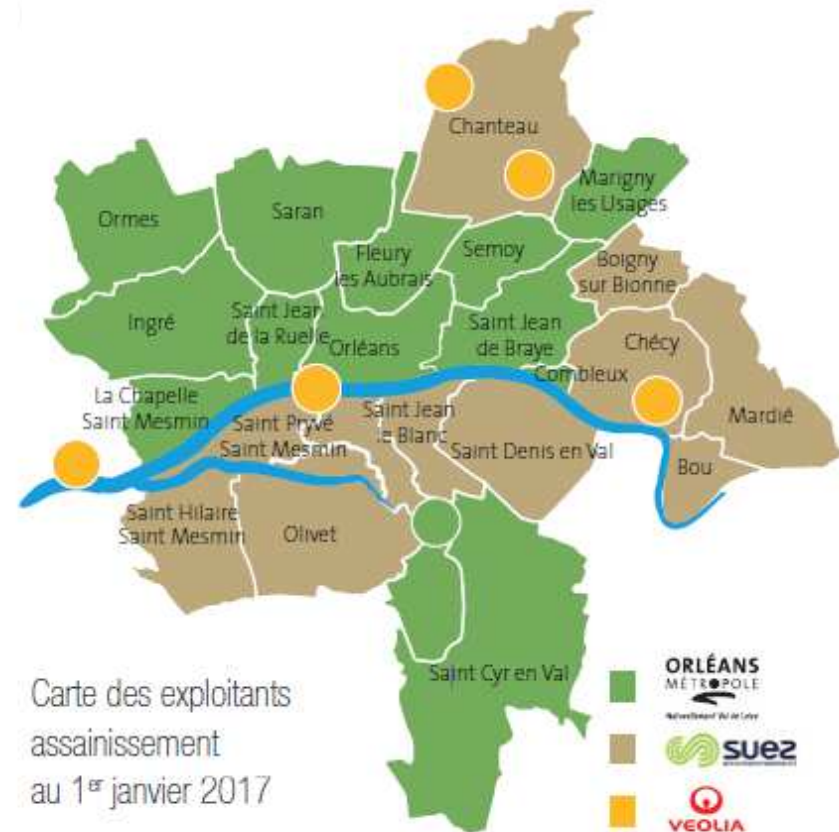 Chanteau
Marigny
les Usages
Ormes
Saran
Fleury
les Aubrais
Semoy
Boigny
sur Bionne
Ingré
Saint Jean
de la Ruelle
Orléans
Saint Jean
de Braye
Chécy
Combleux
Mardié
La Chapelle
Saint Mesmin
Saint Pryvé
Saint Mesmin
Saint Jean
le Blanc
Saint Denis en Val
Bou
Saint Hilaire
Saint Mesmin
Olivet
Saint Cyr en Val
Carte des exploitants
assainissement
au 1er janvier 2017
ORLÉANS
MÉTROPOLE
suez
VEOLIA